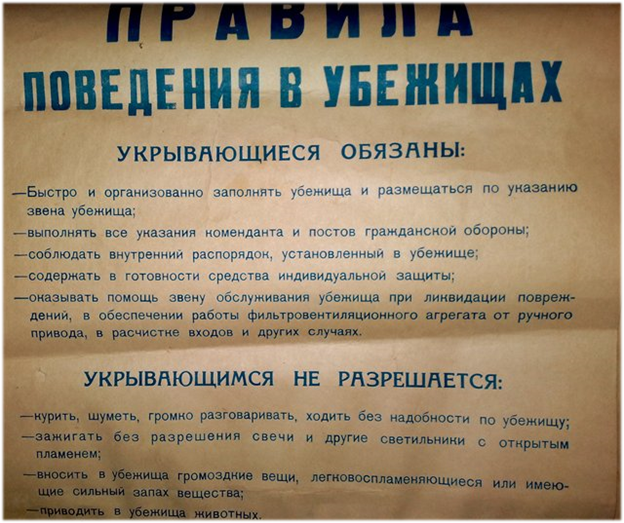 ПРАВИЛА
ПОВЕДЕНИЯ В УБЕЖИЩАХ
УКРЫВАЮЩИЕСЯ ОБЯЗАНЫ:
—Быстро и организованно заполнять убежища и размещаться по указанию
звена убежища;
—выполнять все указания коменданта и постов гражданской обороны;
—соблюдать внутренний распорядок, установленный в убежище;
—содержать в готовности средства индивидуальной защиты;
—оказывать помощь звену обслуживания убежища при ликвидации повреж-
дений, в обеспечении работы фильтровентиляционного агрегата от ручного
привода, в расчистке входов и других случаях.
УКРЫВАЮЩИМСЯ НЕ РАЗРЕШАЕТСЯ:
—курить, шуметь, громко разговаривать, ходить без надобности по убежищу;
—зажигать без разрешения свечи и другие светильники с открытым
пламенем;
—вносить в убежища громоздкие вещи, легковоспламеняющиеся или имею-
щие сильный запах вещества;
—приводить в убежища животных.